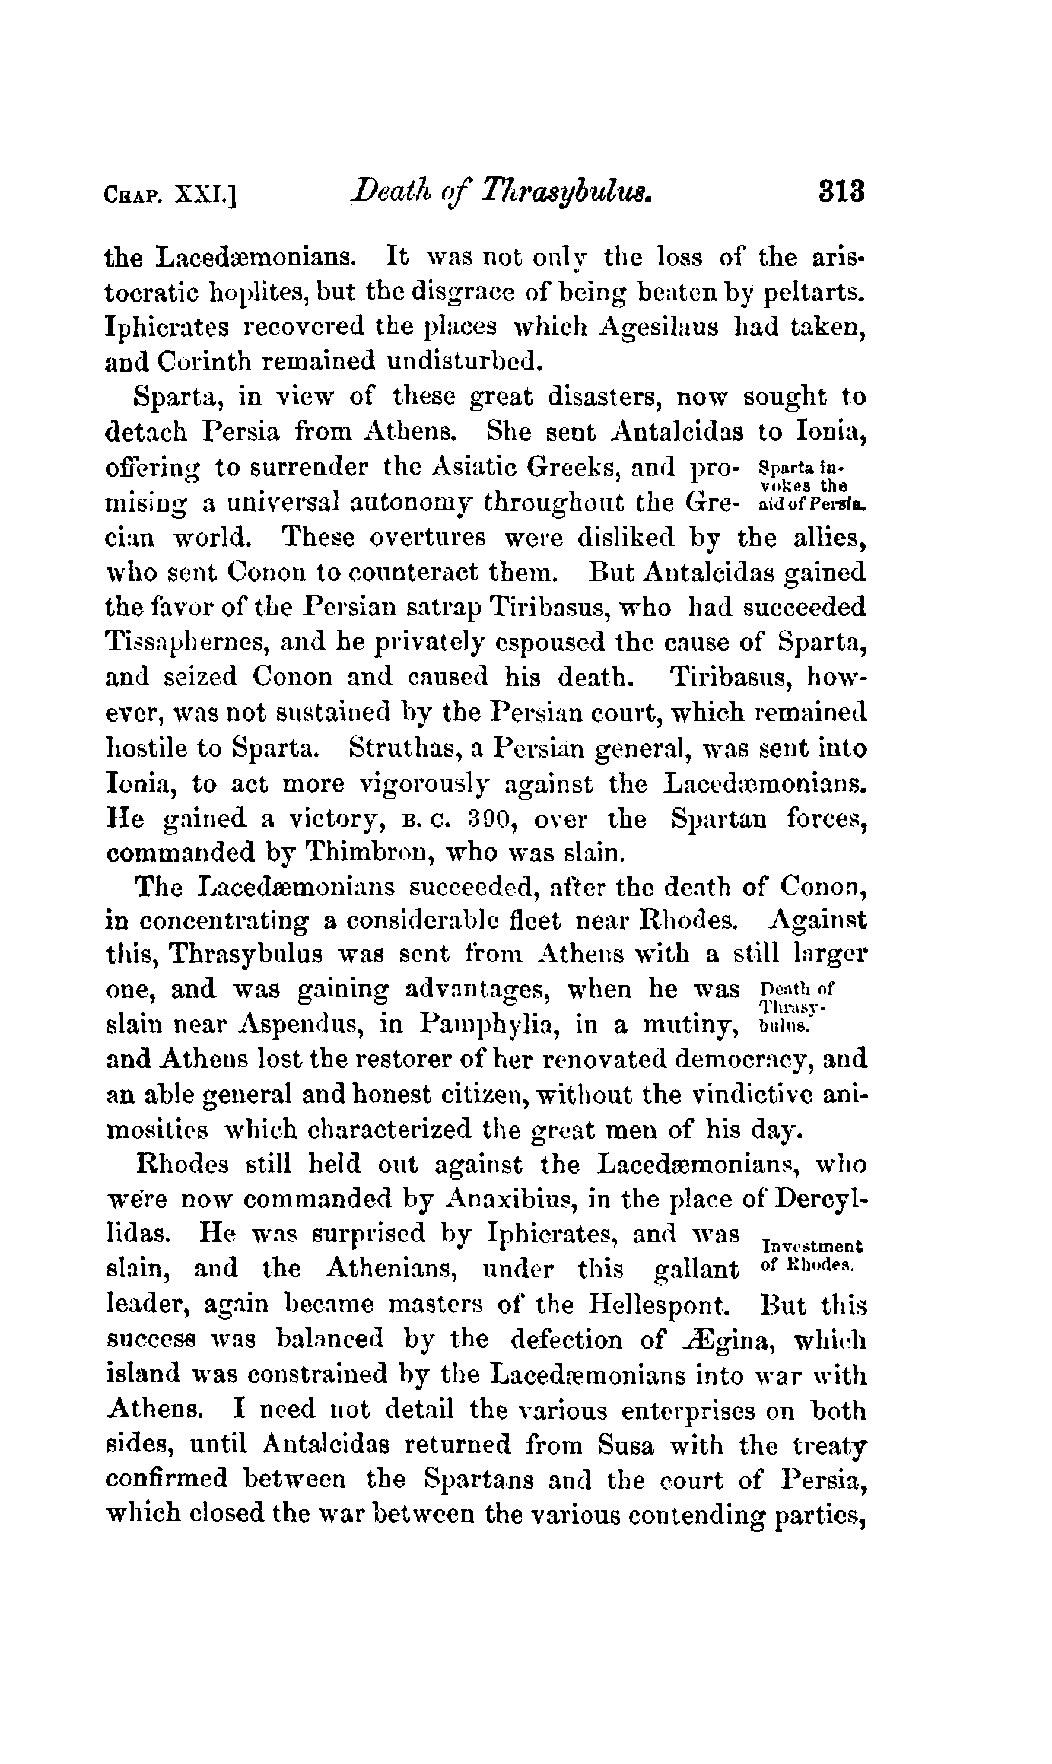 CHAP. XXI.] Death of Thrasybulus. 313
the Lacedæmonians. It was not only the loss of the aris-
tocratic hoplites, but the disgrace of being beaten by peltarts.
Iphicrates recovered the places which Agesilaus had taken,
and Corinth remained undisturbed.
Sparta, in view of these great disasters, now sought to
detach Persia from Athens. She sent Antalcidas to Ionia,
offering to surrender the Asiatic Greeks, and pro-
mising a universal autonomy throughout the Gre-
Sparta in-
vokes the
aid of Persia.
cian world. These overtures were disliked by the allies,
who sent Conon to counteract them. But Antalcidas gained
the favor of the Persian satrap Tiribasus, who had succeeded
Tissaphernes, and he privately espoused the cause of Sparta,
and seized Conon and caused his death. Tiribasus, how-
ever, was not sustained by the Persian court, which remained
hostile to Sparta. Struthas, a Persian general, was sent into
Ionia, to act more vigorously against the Lacedæmonians.
He gained a victory, B. C. 390, over the Spartan forces,
commanded by Thimbron, who was slain.
The Lacedæmonians succeeded, after the death of Conon,
in concentrating a considerable fleet near Rhodes. Against
this, Thrasybulus was sent from Athens with a still larger
one, and was gaining advantages, when he was
slain near Aspendus, in Pamphylia, in a mutiny,
Death of
Thrasy-
bulus.
and Athens lost the restorer of her renovated democracy, and
an able general and honest citizen, without the vindictive ani-
mosities which characterized the great men of his day.
Rhodes still held out against the Lacedæmonians, who
were now commanded by Anaxibius, in the place of Dercyl-
lidas. He was surprised by Iphicrates, and was
slain, and the Athenians, under this gallant
Investment
of Rhodes.
leader, again became masters of the Hellespont. But this
success was balanced by the defection of Ægina, which
island was constrained by the Lacedæmonians into war with
Athens. I need not detail the various enterprises on both
sides, until Antalcidas returned from Susa with the treaty
confirmed between the Spartans and the court of Persia,
which closed the war between the various contending parties,